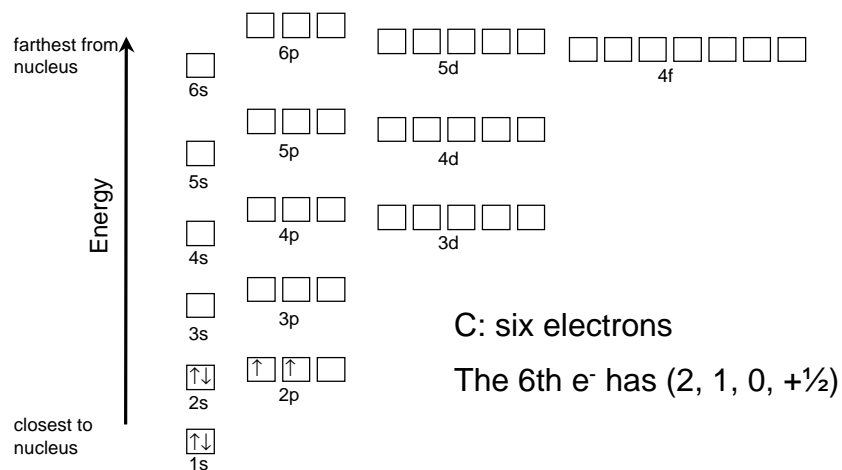 farthest from
nucleus
6p
5d
4f
6s
5p
4d
5s
Energy
4p
3d
4s
3p
3s
C: six electrons
↑↓
↑ ↑
The 6th e⁻ has (2, 1, 0, +½)
2s
2p
closest to
nucleus
↑↓
1s